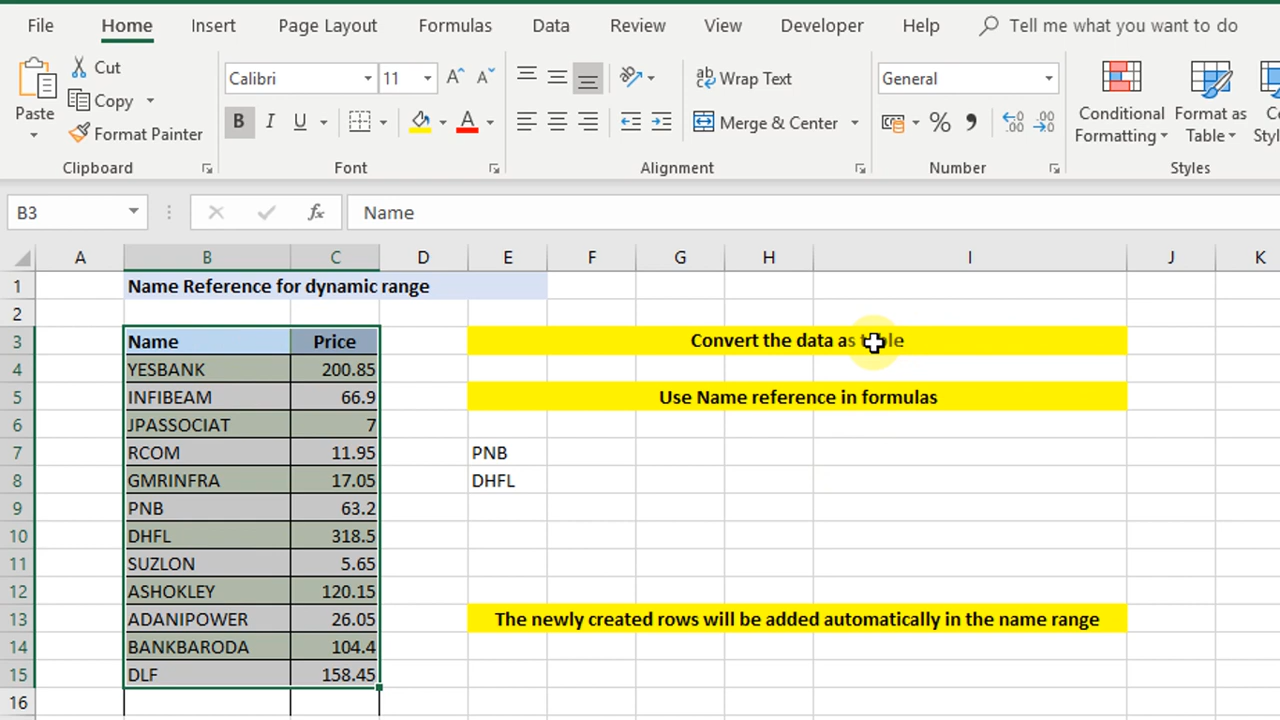 File Home Insert Page Layout Formulas Data Review View Developer Help Tell me what you want to do
Paste
Cut
Copy
Format Painter
Clipboard
Calibri 11
B I U
Font
Wrap Text
Merge & Center
Alignment
General
% , .00
Number
Conditional
Formatting
Format as
Table
Styles
B3 fx Name
A B C D E F G H I J K
1 Name Reference for dynamic range
2
3 Name Price Convert the data as table
4 YESBANK 200.85
5 INFIBEAM 66.9 Use Name reference in formulas
6 JPASSOCIAT 7
7 RCOM 11.95 PNB
8 GMRINFRA 17.05 DHFL
9 PNB 63.2
10 DHFL 318.5
11 SUZLON 5.65
12 ASHOKLEY 120.15
13 ADANIPOWER 26.05 The newly created rows will be added automatically in the name range
14 BANKBARODA 104.4
15 DLF 158.45
16